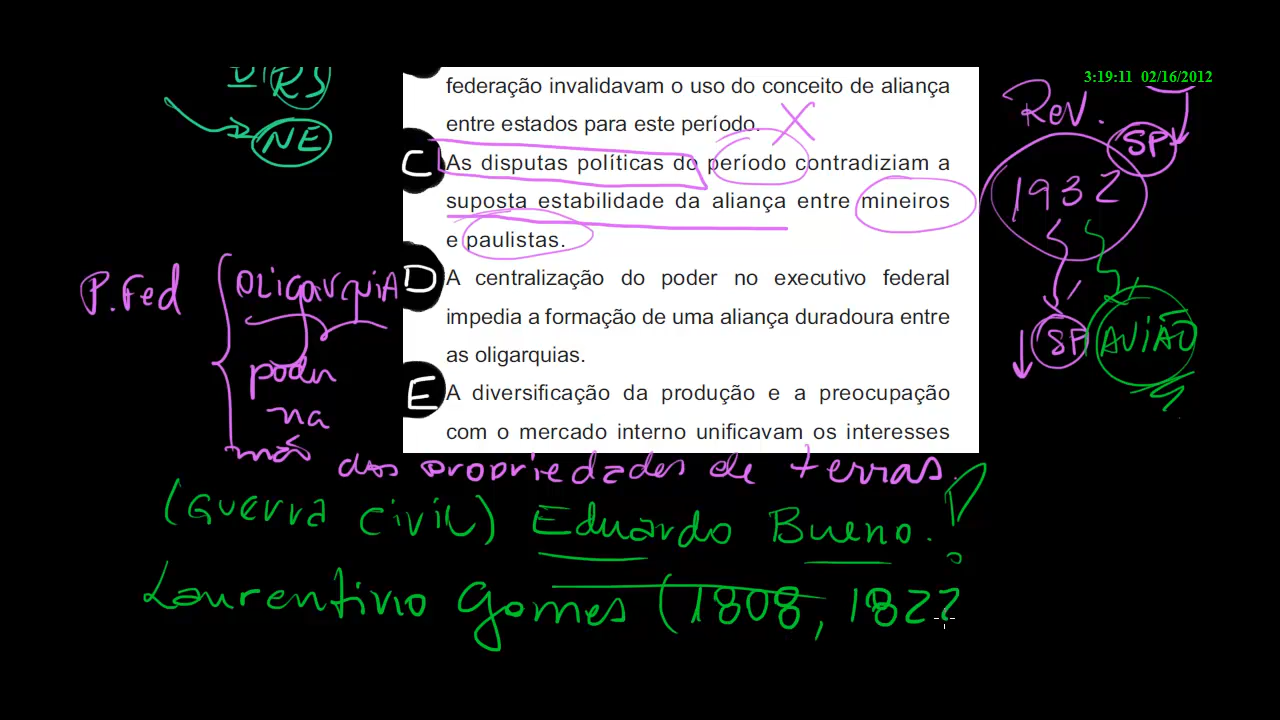 RS
NE
federação invalidavam o uso do conceito de aliança
entre estados para este período.
C As disputas políticas do período contradiziam a
suposta estabilidade da aliança entre mineiros
e paulistas.
D A centralização do poder no executivo federal
impedia a formação de uma aliança duradoura entre
as oligarquias.
E A diversificação da produção e a preocupação
com o mercado interno unificavam os interesses
3:19:11 02/16/2012
Rev.
SP
1932
SP
AVIÃO
P.Fed
OLIGARQUIA
poder
na
mãos das propriedades de terras.
(Guerra Civil) Eduardo Bueno.
Laurentino Gomes (1808, 1822